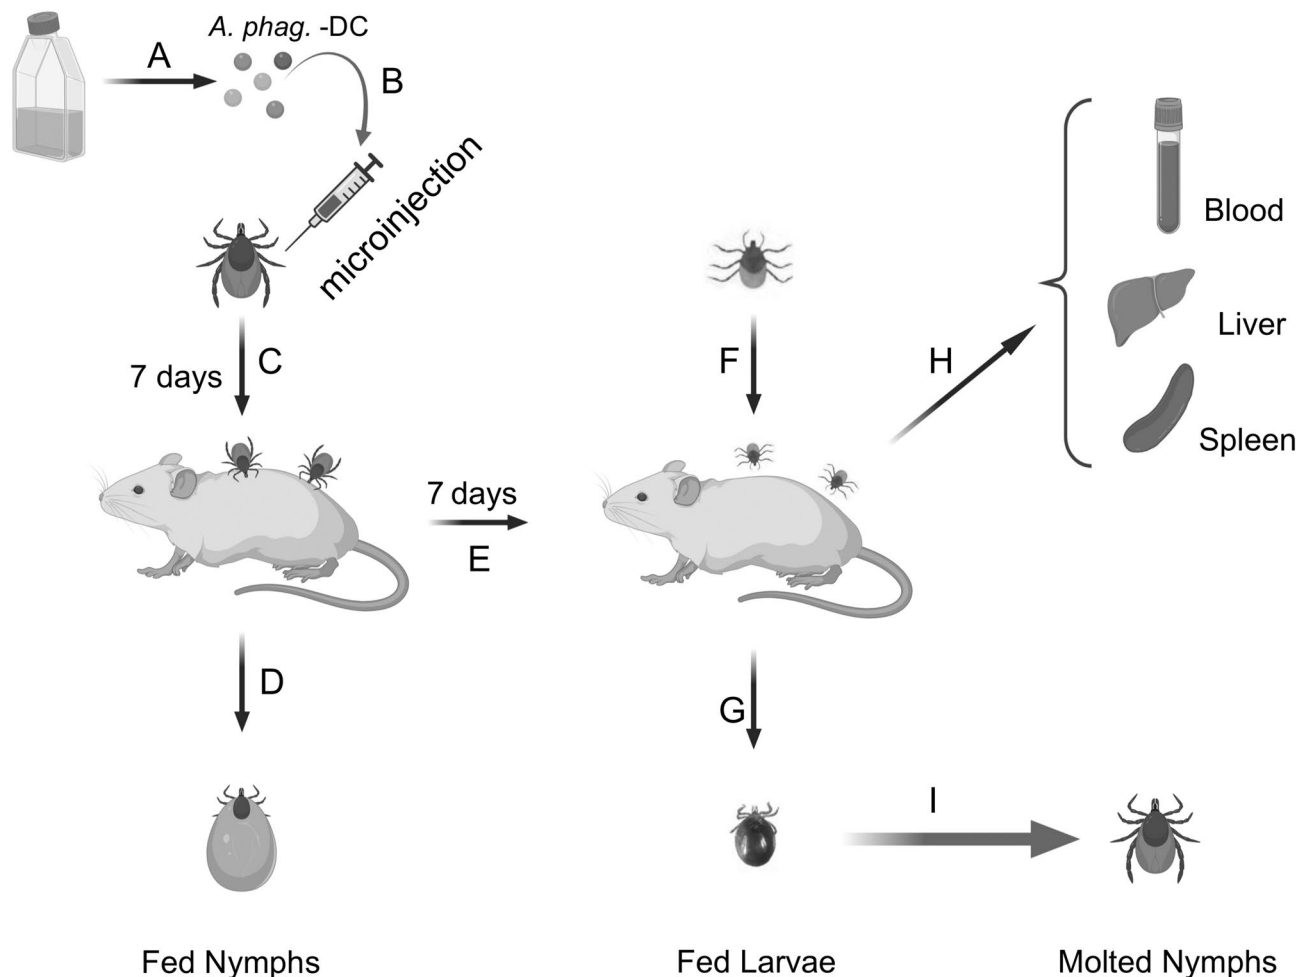 A. phag. -DC
A
B
microinjection
Blood
C
7 days
F
H
Liver
Spleen
7 days
E
D
G
I
Fed Nymphs
Fed Larvae
Molted Nymphs